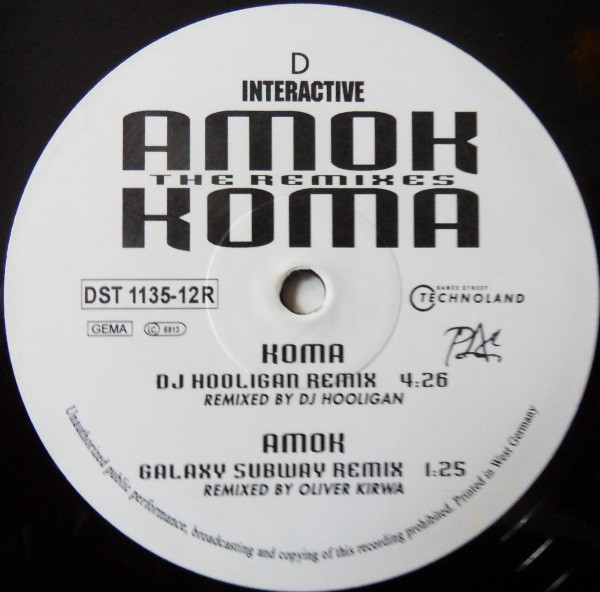 D
INTERACTIVE
AMOK
THE REMIXES
KOMA
DST 1135-12R
GEMA
LC 6813
DANCE STREET
TECHNOLAND
KOMA
DJ HOOLIGAN REMIX 4:26
REMIXED BY DJ HOOLIGAN
AMOK
GALAXY SUBWAY REMIX 1:25
REMIXED BY OLIVER KIRWA
Unauthorized public performance, broadcasting and copying of this recording prohibited. Printed in West Germany